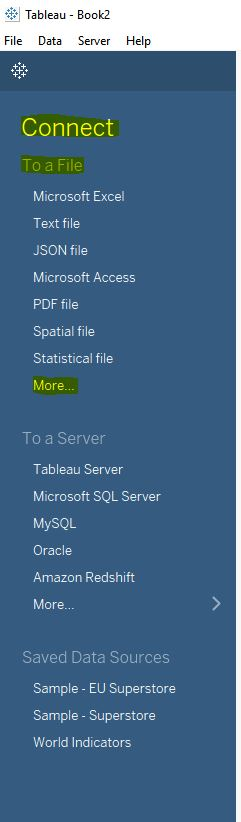 Tableau - Book2
File Data Server Help
Connect
To a File
Microsoft Excel
Text file
JSON file
Microsoft Access
PDF file
Spatial file
Statistical file
More...
To a Server
Tableau Server
Microsoft SQL Server
MySQL
Oracle
Amazon Redshift
More...
Saved Data Sources
Sample - EU Superstore
Sample - Superstore
World Indicators